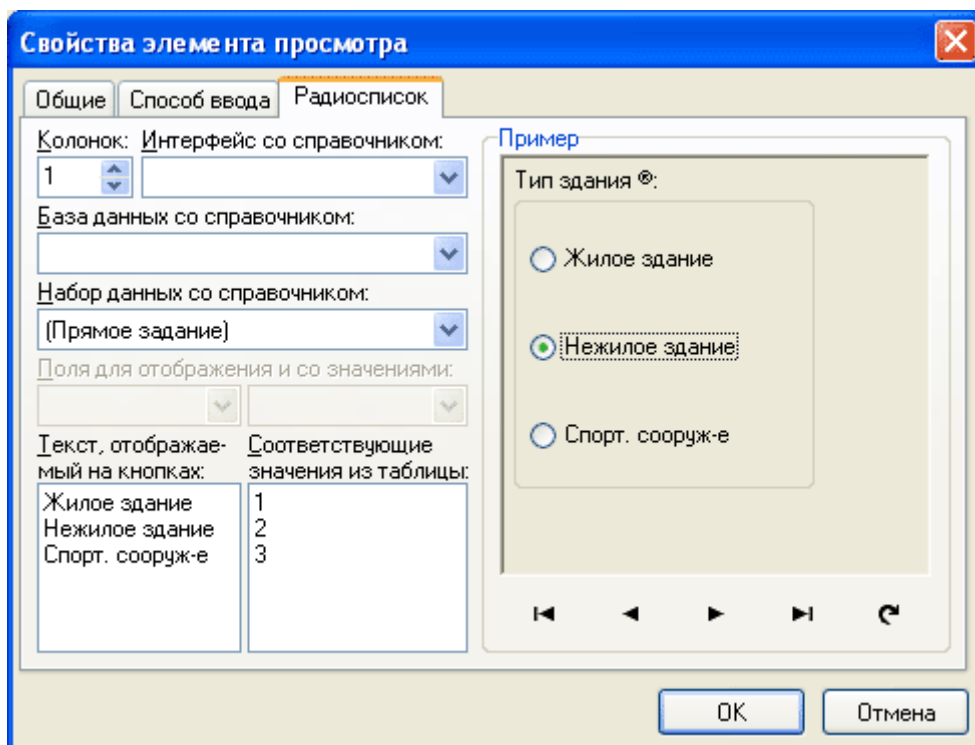 Свойства элемента просмотра
Общие Способ ввода Радиосписок
Колонок: Интерфейс со справочником:
1
База данных со справочником:
Набор данных со справочником:
(Прямое задание)
Поля для отображения и со значениями:
Текст, отображае- Соответствующие
мый на кнопках: значения из таблицы:
Жилое здание 1
Нежилое здание 2
Спорт. сооруж-е 3
Пример
Тип здания ®:
Жилое здание
Нежилое здание
Спорт. сооруж-е
OK Отмена